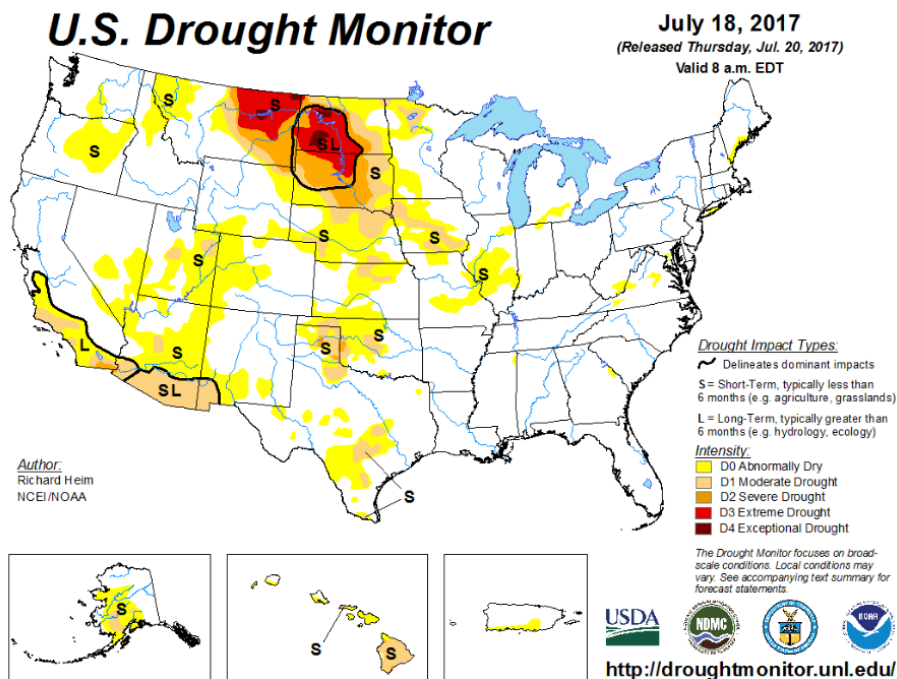 U.S. Drought Monitor
July 18, 2017
(Released Thursday, Jul. 20, 2017)
Valid 8 a.m. EDT
S
S
S
S
SL
S
S
S
S
S
L
S
S
S
SL
S
Drought Impact Types:
Delineates dominant impacts
S = Short-Term, typically less than
6 months (e.g. agriculture, grasslands)
L = Long-Term, typically greater than
6 months (e.g. hydrology, ecology)
Intensity:
D0 Abnormally Dry
D1 Moderate Drought
D2 Severe Drought
D3 Extreme Drought
D4 Exceptional Drought
Author:
Richard Heim
NCEI/NOAA
The Drought Monitor focuses on broad-
scale conditions. Local conditions may
vary. See accompanying text summary for
forecast statements.
S
S
S
USDA
NDMC
NOAA
http://droughtmonitor.unl.edu/